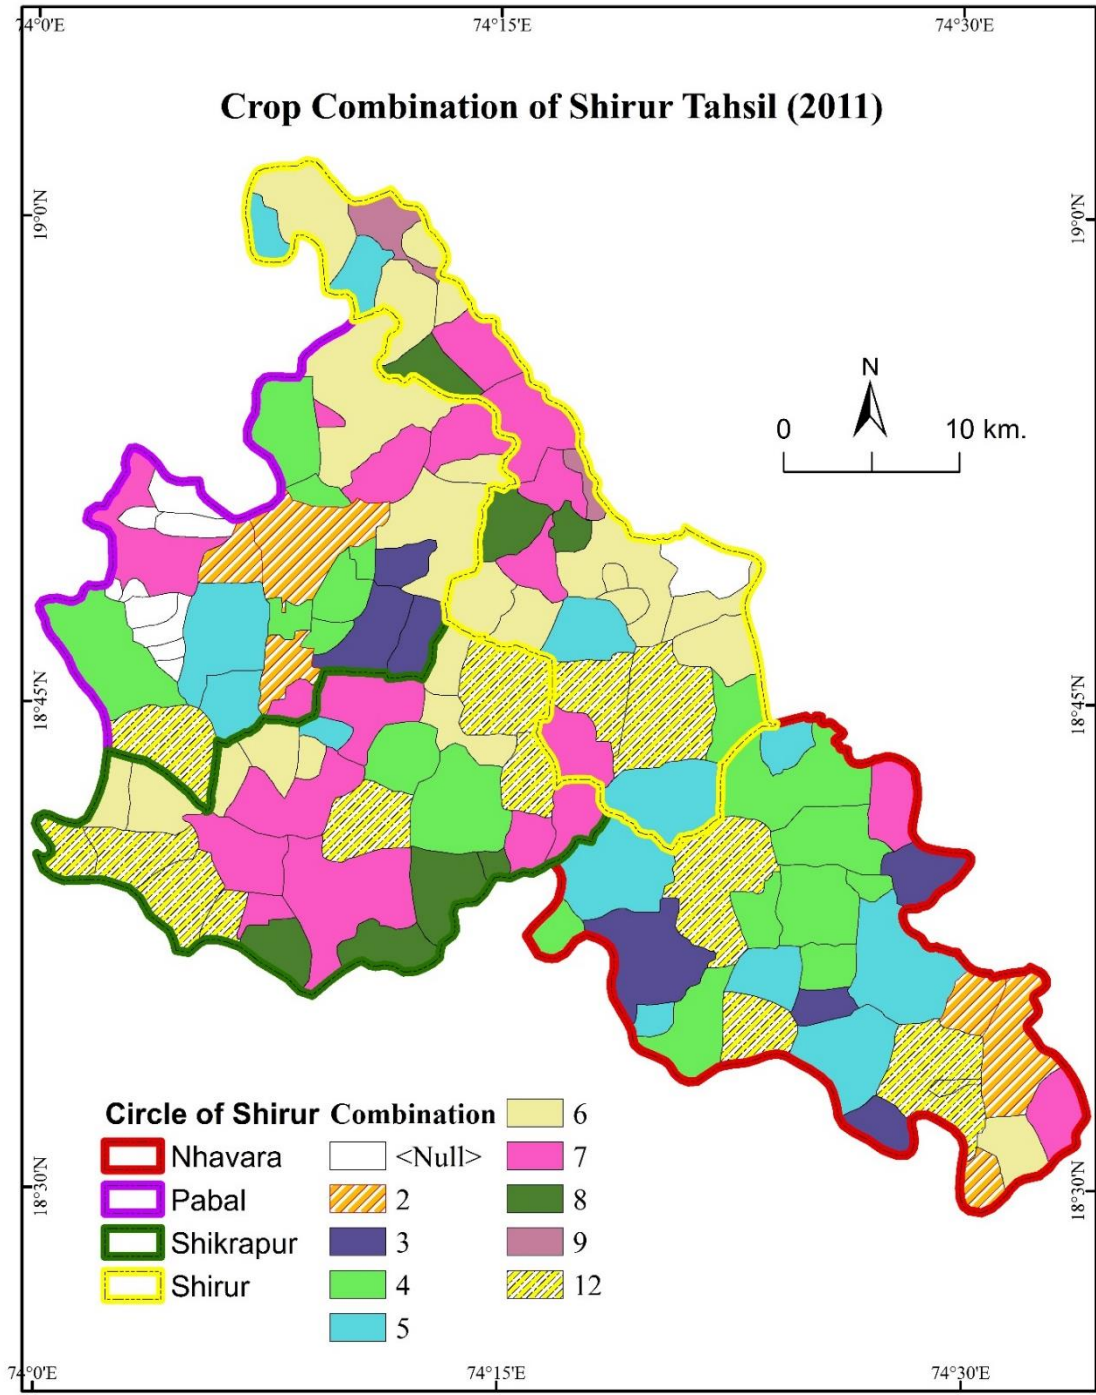 74°0'E 74°15'E 74°30'E
Crop Combination of Shirur Tahsil (2011)
19°0'N 19°0'N
N
0 10 km.
18°45'N 18°45'N
Circle of Shirur Combination 6
Nhavara <Null> 7
Pabal 2 8
Shikrapur 3 9
Shirur 4 12
5
18°30'N 18°30'N
74°0'E 74°15'E 74°30'E